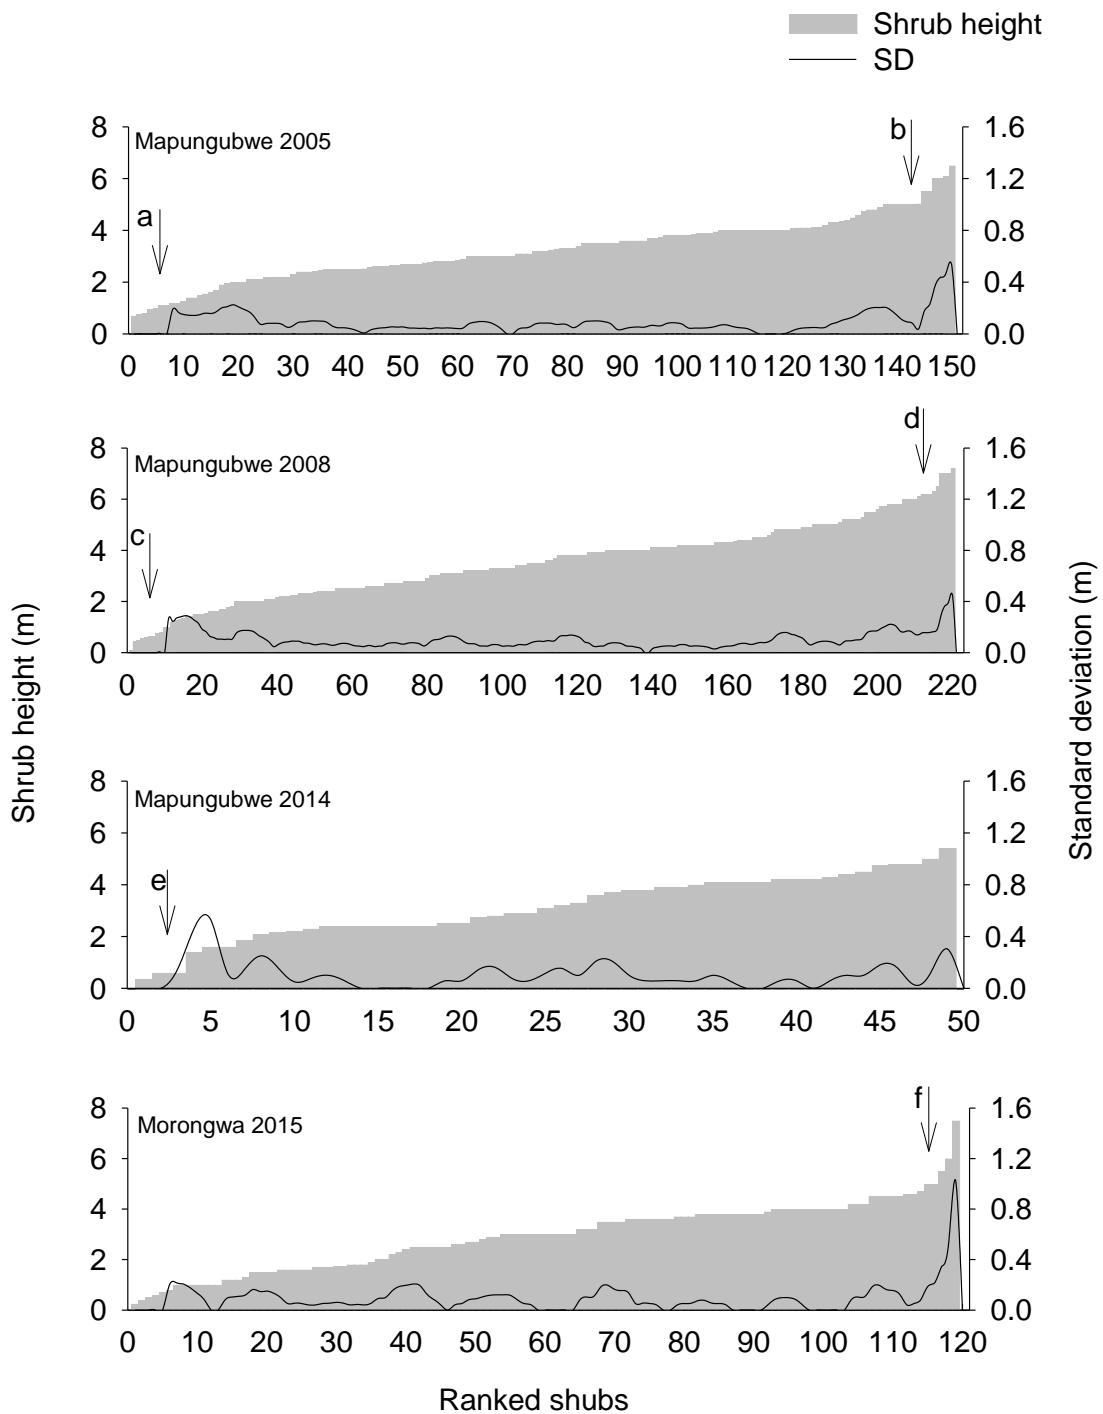 Shrub height
SD
Mapungubwe 2005
a
b
8
6
4
2
0
1.6
1.2
0.8
0.4
0.0
0 10 20 30 40 50 60 70 80 90 100 110 120 130 140 150
Mapungubwe 2008
c
d
8
6
4
2
0
1.6
1.2
0.8
0.4
0.0
0 20 40 60 80 100 120 140 160 180 200 220
Shrub height (m)
Standard deviation (m)
Mapungubwe 2014
e
8
6
4
2
0
1.6
1.2
0.8
0.4
0.0
0 5 10 15 20 25 30 35 40 45 50
Morongwa 2015
f
8
6
4
2
0
1.6
1.2
0.8
0.4
0.0
0 10 20 30 40 50 60 70 80 90 100 110 120
Ranked shubs